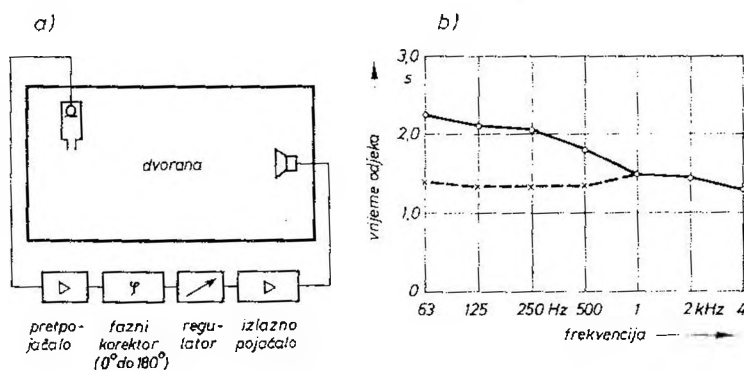 a)
dvorana
pretpo-
jačalo
φ
fazni
korektor
(0° do 180°)
regu-
lator
izlazno
pojačalo
b)
3,0
s
2,0
1,0
0
vrijeme odjeka
63 125 250 Hz 500 1 2 kHz 4
frekvencija